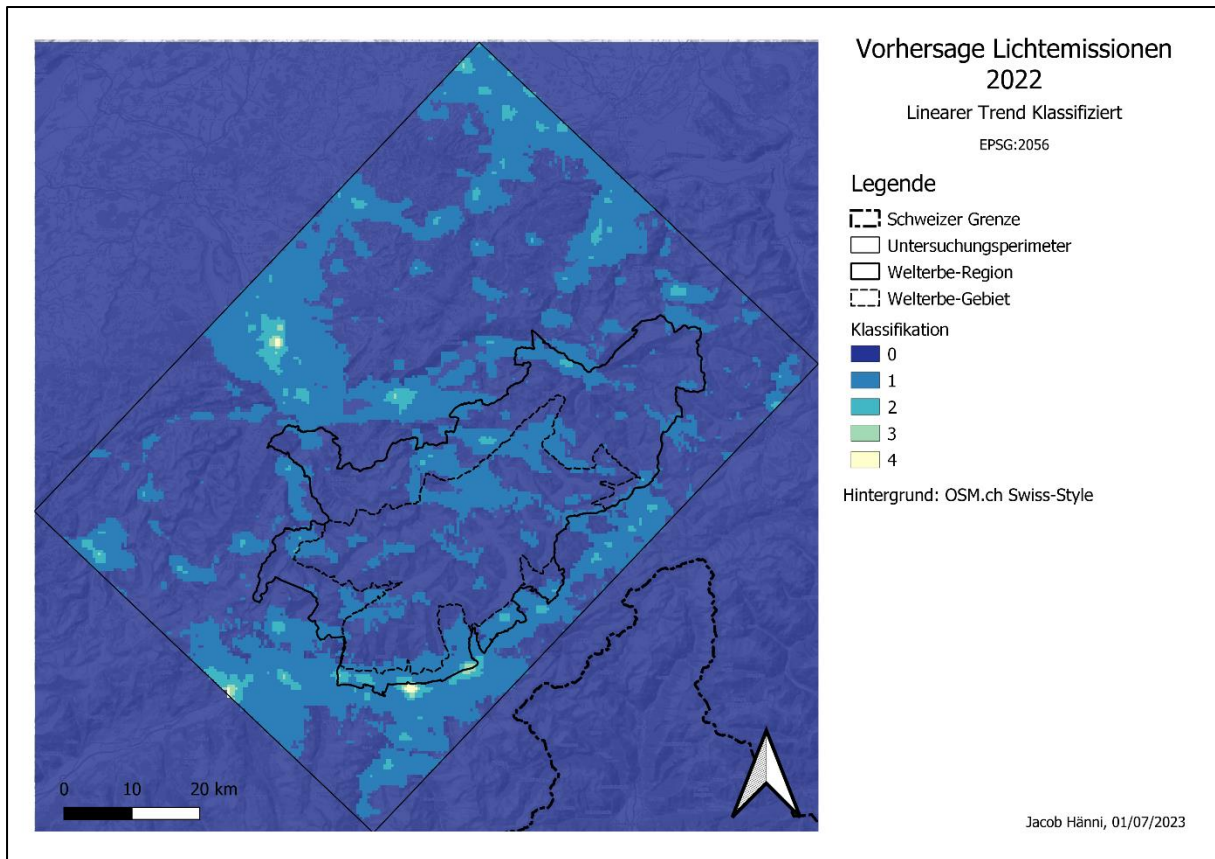 Vorhersage Lichtemissionen
2022
Linearer Trend Klassifiziert
EPSG:2056
Legende
Schweizer Grenze
Untersuchungsperimeter
Welterbe-Region
Welterbe-Gebiet
Klassifikation
0
1
2
3
4
Hintergrund: OSM.ch Swiss-Style
0 10 20 km
Jacob Hänni, 01/07/2023